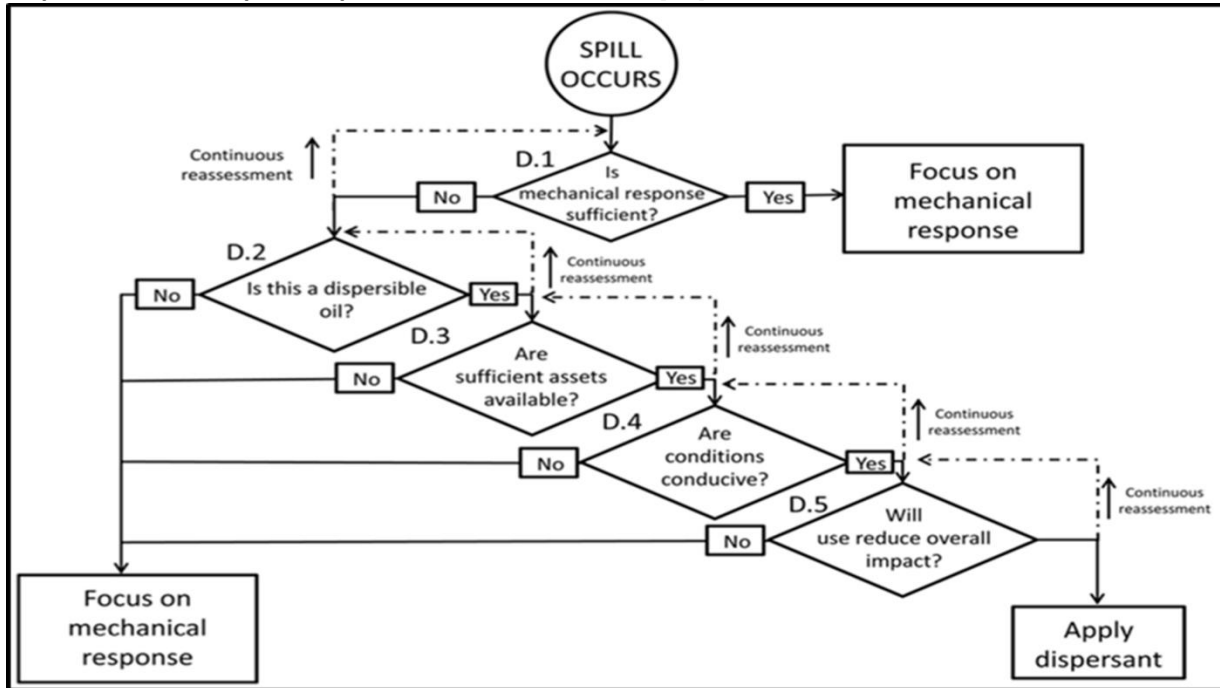 SPILL
OCCURS
Continuous
reassessment
D.1
Is
mechanical response
sufficient?
No
Yes
Focus on
mechanical
response
D.2
Is this a dispersible
oil?
No
Yes
Continuous
reassessment
D.3
Are
sufficient assets
available?
No
Yes
Continuous
reassessment
D.4
Are
conditions
conducive?
No
Yes
Continuous
reassessment
D.5
Will
use reduce overall
impact?
No
Continuous
reassessment
Focus on
mechanical
response
Apply
dispersant